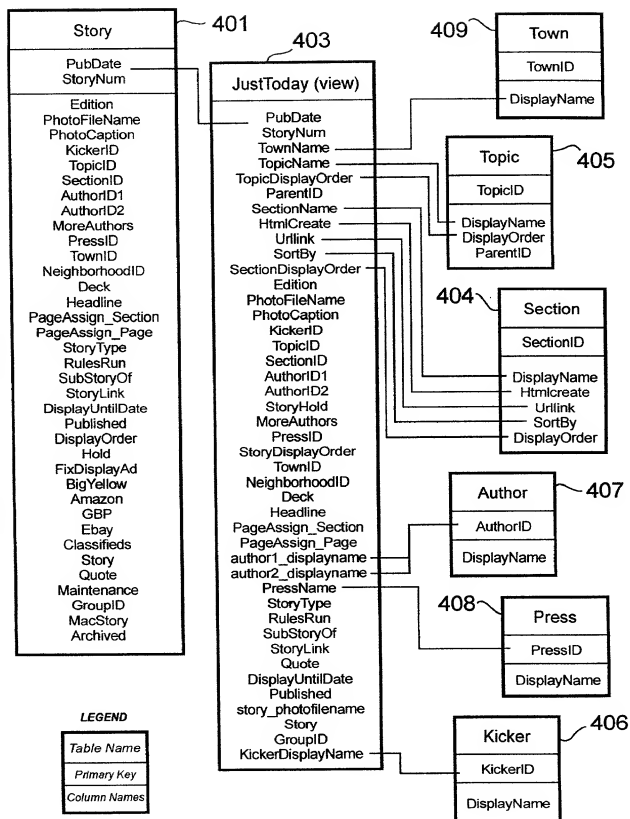 401
Story
PubDate
StoryNum
Edition
PhotoFileName
PhotoCaption
KickerID
TopicID
SectionID
AuthorID1
AuthorID2
MoreAuthors
PressID
TownID
NeighborhoodID
Deck
Headline
PageAssign_Section
PageAssign_Page
StoryType
RulesRun
SubStoryOf
StoryLink
DisplayUntilDate
Published
DisplayOrder
Hold
FixDisplayAd
BigYellow
Amazon
GBP
Ebay
Classifieds
Story
Quote
Maintenance
GroupID
MacStory
Archived
LEGEND
Table Name
Primary Key
Column Names
403
JustToday (view)
PubDate
StoryNum
TownName
TopicName
TopicDisplayOrder
ParentID
SectionName
HtmlCreate
Urllink
SortBy
SectionDisplayOrder
Edition
PhotoFileName
PhotoCaption
KickerID
TopicID
SectionID
AuthorID1
AuthorID2
StoryHold
MoreAuthors
PressID
StoryDisplayOrder
TownID
NeighborhoodID
Deck
Headline
PageAssign_Section
PageAssign_Page
author1_displayname
author2_displayname
PressName
StoryType
RulesRun
SubStoryOf
StoryLink
Quote
DisplayUntilDate
Published
story_photofilename
Story
GroupID
KickerDisplayName
409
Town
TownID
DisplayName
405
Topic
TopicID
DisplayName
DisplayOrder
ParentID
404
Section
SectionID
DisplayName
Htmlcreate
Urllink
SortBy
DisplayOrder
407
Author
AuthorID
DisplayName
408
Press
PressID
DisplayName
406
Kicker
KickerID
DisplayName